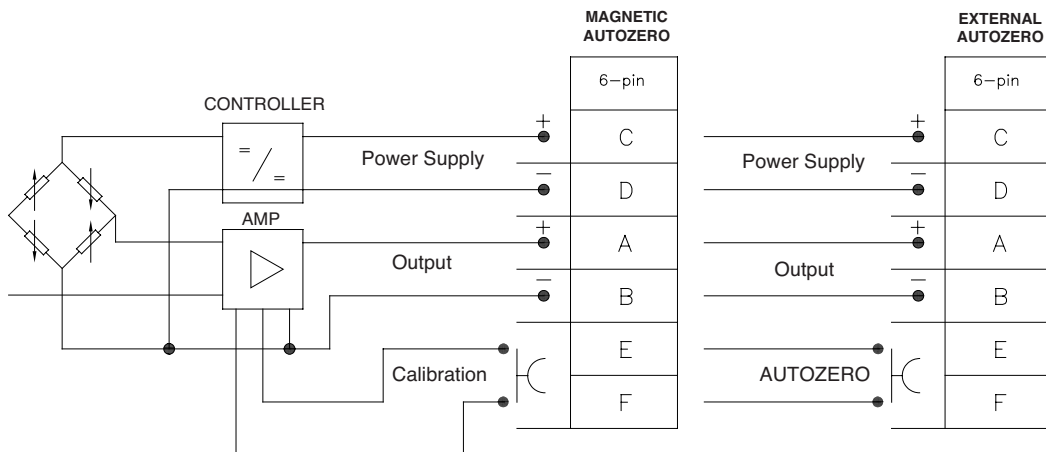 MAGNETIC
AUTOZERO
EXTERNAL
AUTOZERO
6-pin
6-pin
CONTROLLER
=
/
=
+
Power Supply
C
+
Power Supply
C
−
D
−
D
AMP
+
Output
A
+
Output
A
−
B
−
B
Calibration
E
F
AUTOZERO
E
F